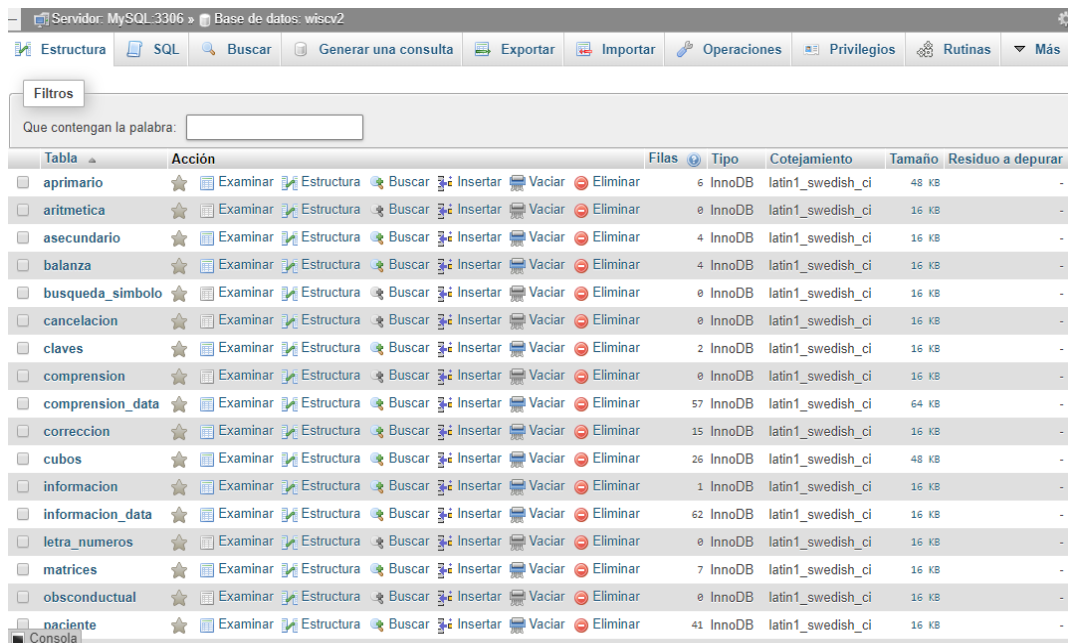 Servidor: MySQL:3306 » Base de datos: wiscv2
Estructura SQL Buscar Generar una consulta Exportar Importar Operaciones Privilegios Rutinas Más
Filtros
Que contengan la palabra:
Tabla Acción Filas Tipo Cotejamiento Tamaño Residuo a depurar
aprimario Examinar Estructura Buscar Insertar Vaciar Eliminar 6 InnoDB latin1_swedish_ci 48 KB -
aritmetica Examinar Estructura Buscar Insertar Vaciar Eliminar 0 InnoDB latin1_swedish_ci 16 KB -
asecundario Examinar Estructura Buscar Insertar Vaciar Eliminar 4 InnoDB latin1_swedish_ci 16 KB -
balanza Examinar Estructura Buscar Insertar Vaciar Eliminar 4 InnoDB latin1_swedish_ci 16 KB -
busqueda_simbolo Examinar Estructura Buscar Insertar Vaciar Eliminar 0 InnoDB latin1_swedish_ci 16 KB -
cancelacion Examinar Estructura Buscar Insertar Vaciar Eliminar 0 InnoDB latin1_swedish_ci 16 KB -
claves Examinar Estructura Buscar Insertar Vaciar Eliminar 2 InnoDB latin1_swedish_ci 16 KB -
comprension Examinar Estructura Buscar Insertar Vaciar Eliminar 0 InnoDB latin1_swedish_ci 16 KB -
comprension_data Examinar Estructura Buscar Insertar Vaciar Eliminar 57 InnoDB latin1_swedish_ci 64 KB -
correccion Examinar Estructura Buscar Insertar Vaciar Eliminar 15 InnoDB latin1_swedish_ci 16 KB -
cubos Examinar Estructura Buscar Insertar Vaciar Eliminar 26 InnoDB latin1_swedish_ci 48 KB -
informacion Examinar Estructura Buscar Insertar Vaciar Eliminar 1 InnoDB latin1_swedish_ci 16 KB -
informacion_data Examinar Estructura Buscar Insertar Vaciar Eliminar 62 InnoDB latin1_swedish_ci 16 KB -
letra_numeros Examinar Estructura Buscar Insertar Vaciar Eliminar 0 InnoDB latin1_swedish_ci 16 KB -
matrices Examinar Estructura Buscar Insertar Vaciar Eliminar 7 InnoDB latin1_swedish_ci 16 KB -
obsconductual Examinar Estructura Buscar Insertar Vaciar Eliminar 0 InnoDB latin1_swedish_ci 16 KB -
paciente Examinar Estructura Buscar Insertar Vaciar Eliminar 41 InnoDB latin1_swedish_ci 16 KB -
Consola